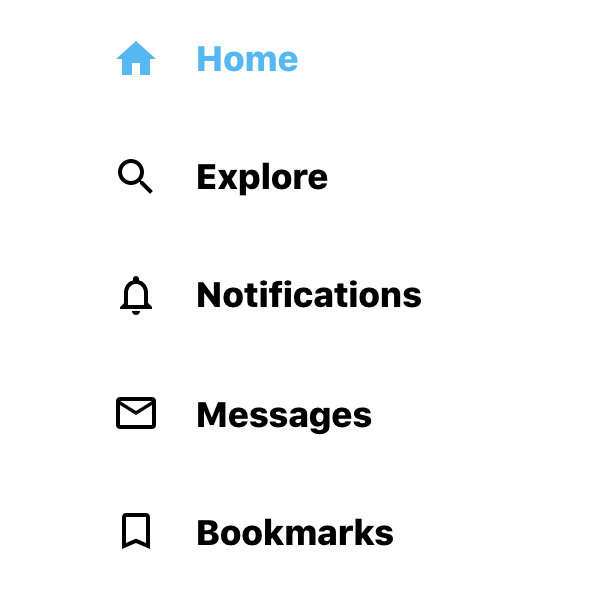 Home
Explore
Notifications
Messages
Bookmarks